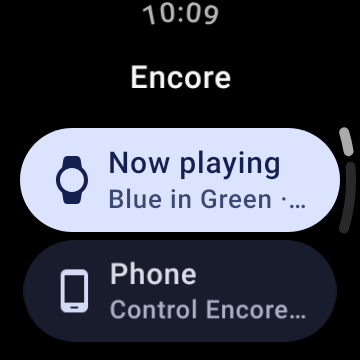 10:09
Encore
Now playing
Blue in Green ·…
Phone
Control Encore…